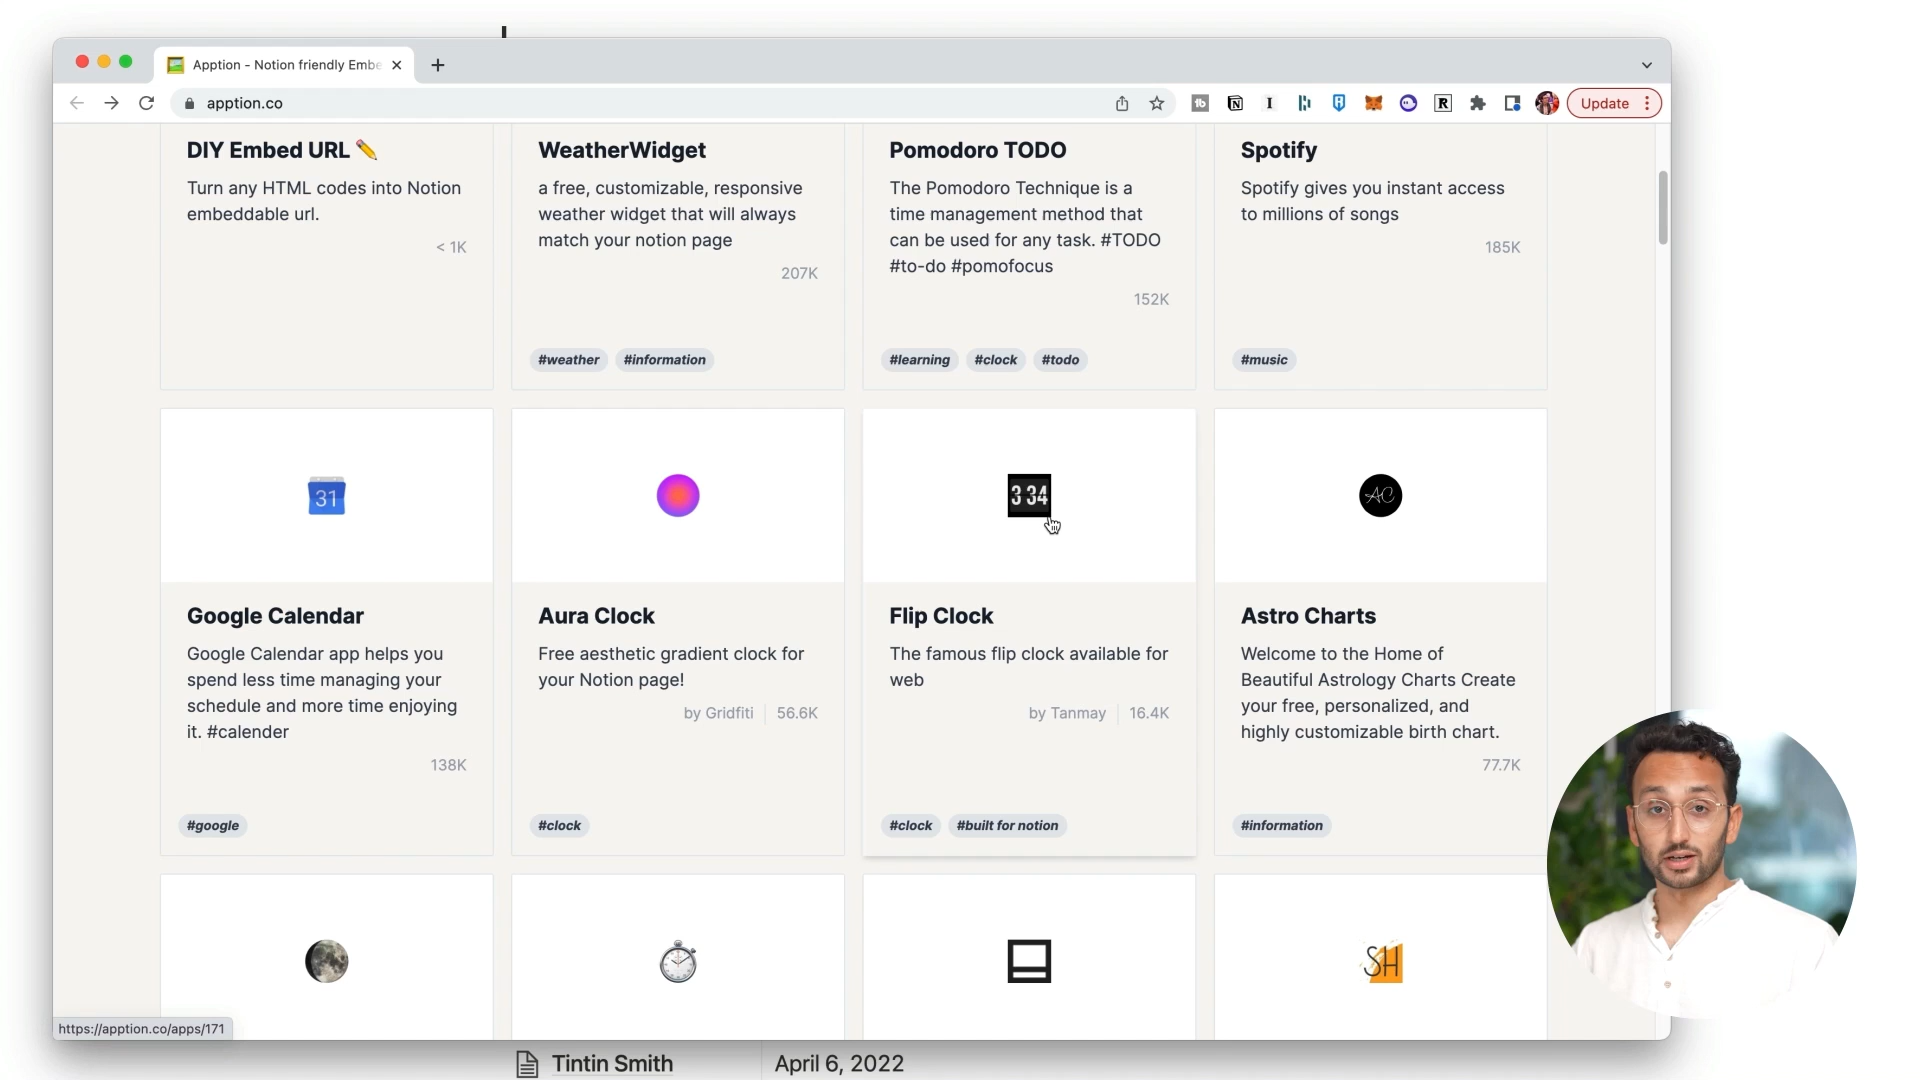 Apption - Notion friendly Embe
apption.co
Update
DIY Embed URL
Turn any HTML codes into Notion
embeddable url.
< 1K
WeatherWidget
a free, customizable, responsive
weather widget that will always
match your notion page
207K
#weather #information
Pomodoro TODO
The Pomodoro Technique is a
time management method that
can be used for any task. #TODO
#to-do #pomofocus
152K
#learning #clock #todo
Spotify
Spotify gives you instant access
to millions of songs
185K
#music
31
Google Calendar
Google Calendar app helps you
spend less time managing your
schedule and more time enjoying
it. #calender
138K
#google
Aura Clock
Free aesthetic gradient clock for
your Notion page!
by Gridfiti 56.6K
#clock
3 34
Flip Clock
The famous flip clock available for
web
by Tanmay 16.4K
#clock #built for notion
AC
Astro Charts
Welcome to the Home of
Beautiful Astrology Charts Create
your free, personalized, and
highly customizable birth chart.
77.7K
#information
SH
https://apption.co/apps/171
Tintin Smith April 6, 2022